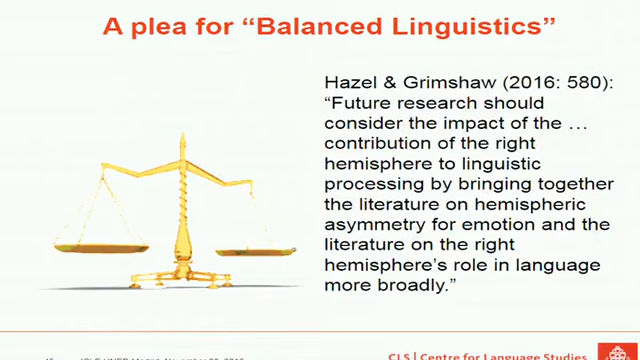 A plea for “Balanced Linguistics”
Hazel & Grimshaw (2016: 580):
“Future research should
consider the impact of the …
contribution of the right
hemisphere to linguistic
processing by bringing together
the literature on hemispheric
asymmetry for emotion and the
literature on the right
hemisphere’s role in language
more broadly.”
CLS | Centre for Language Studies